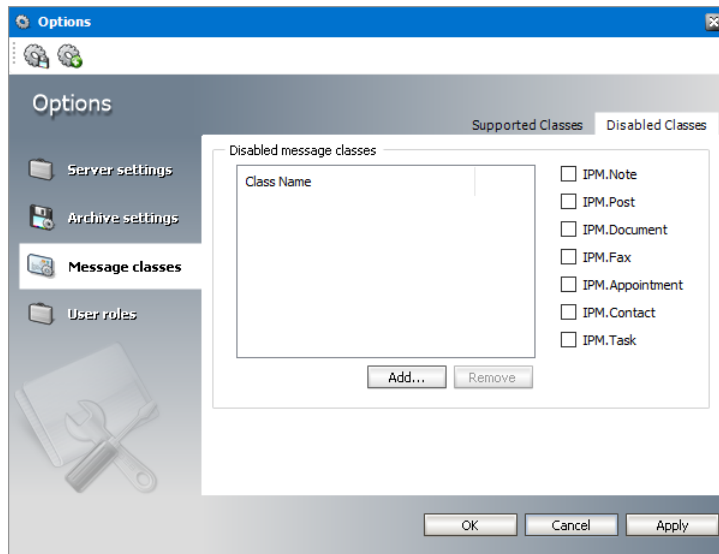 Options
Options
Supported Classes Disabled Classes
Server settings
Archive settings
Message classes
User roles
Disabled message classes
Class Name
IPM.Note
IPM.Post
IPM.Document
IPM.Fax
IPM.Appointment
IPM.Contact
IPM.Task
Add... Remove
OK Cancel Apply